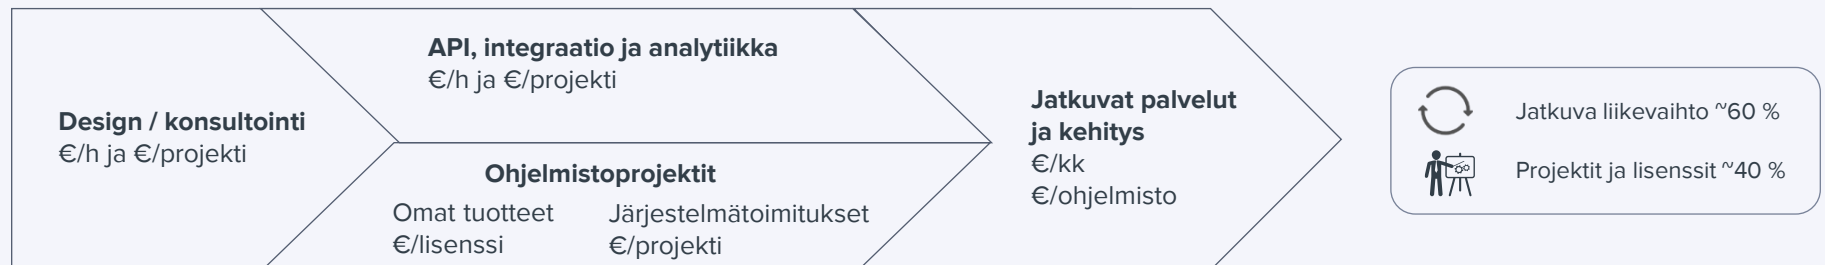 Design / konsultointi
€/h ja €/projekti
API, integraatio ja analytiikka
€/h ja €/projekti
Ohjelmistoprojektit
Omat tuotteet
€/lisenssi
Järjestelmätoimitukset
€/projekti
Jatkuvat palvelut
ja kehitys
€/kk
€/ohjelmisto
Jatkuva liikevaihto ~60 %
Projektit ja lisenssit ~40 %